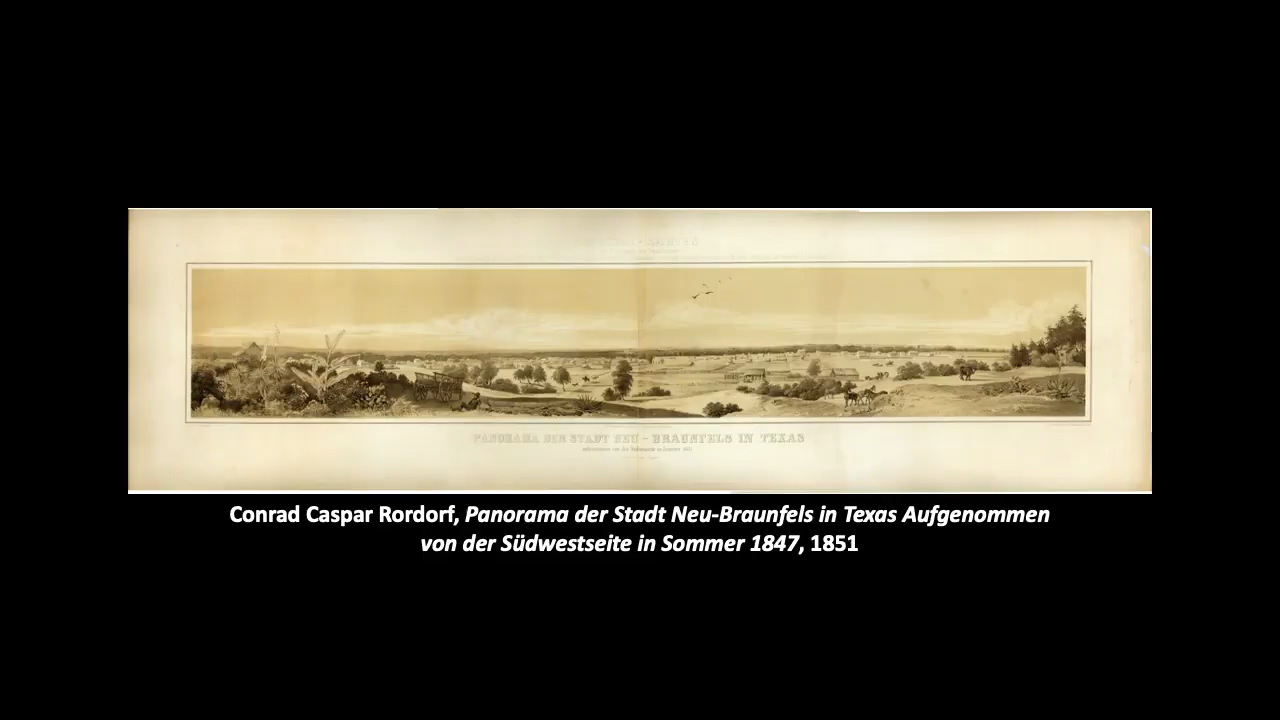 PANORAMA DER STADT NEU-BRAUNFELS IN TEXAS
Conrad Caspar Rordorf, Panorama der Stadt Neu-Braunfels in Texas Aufgenommen
von der Südwestseite in Sommer 1847, 1851